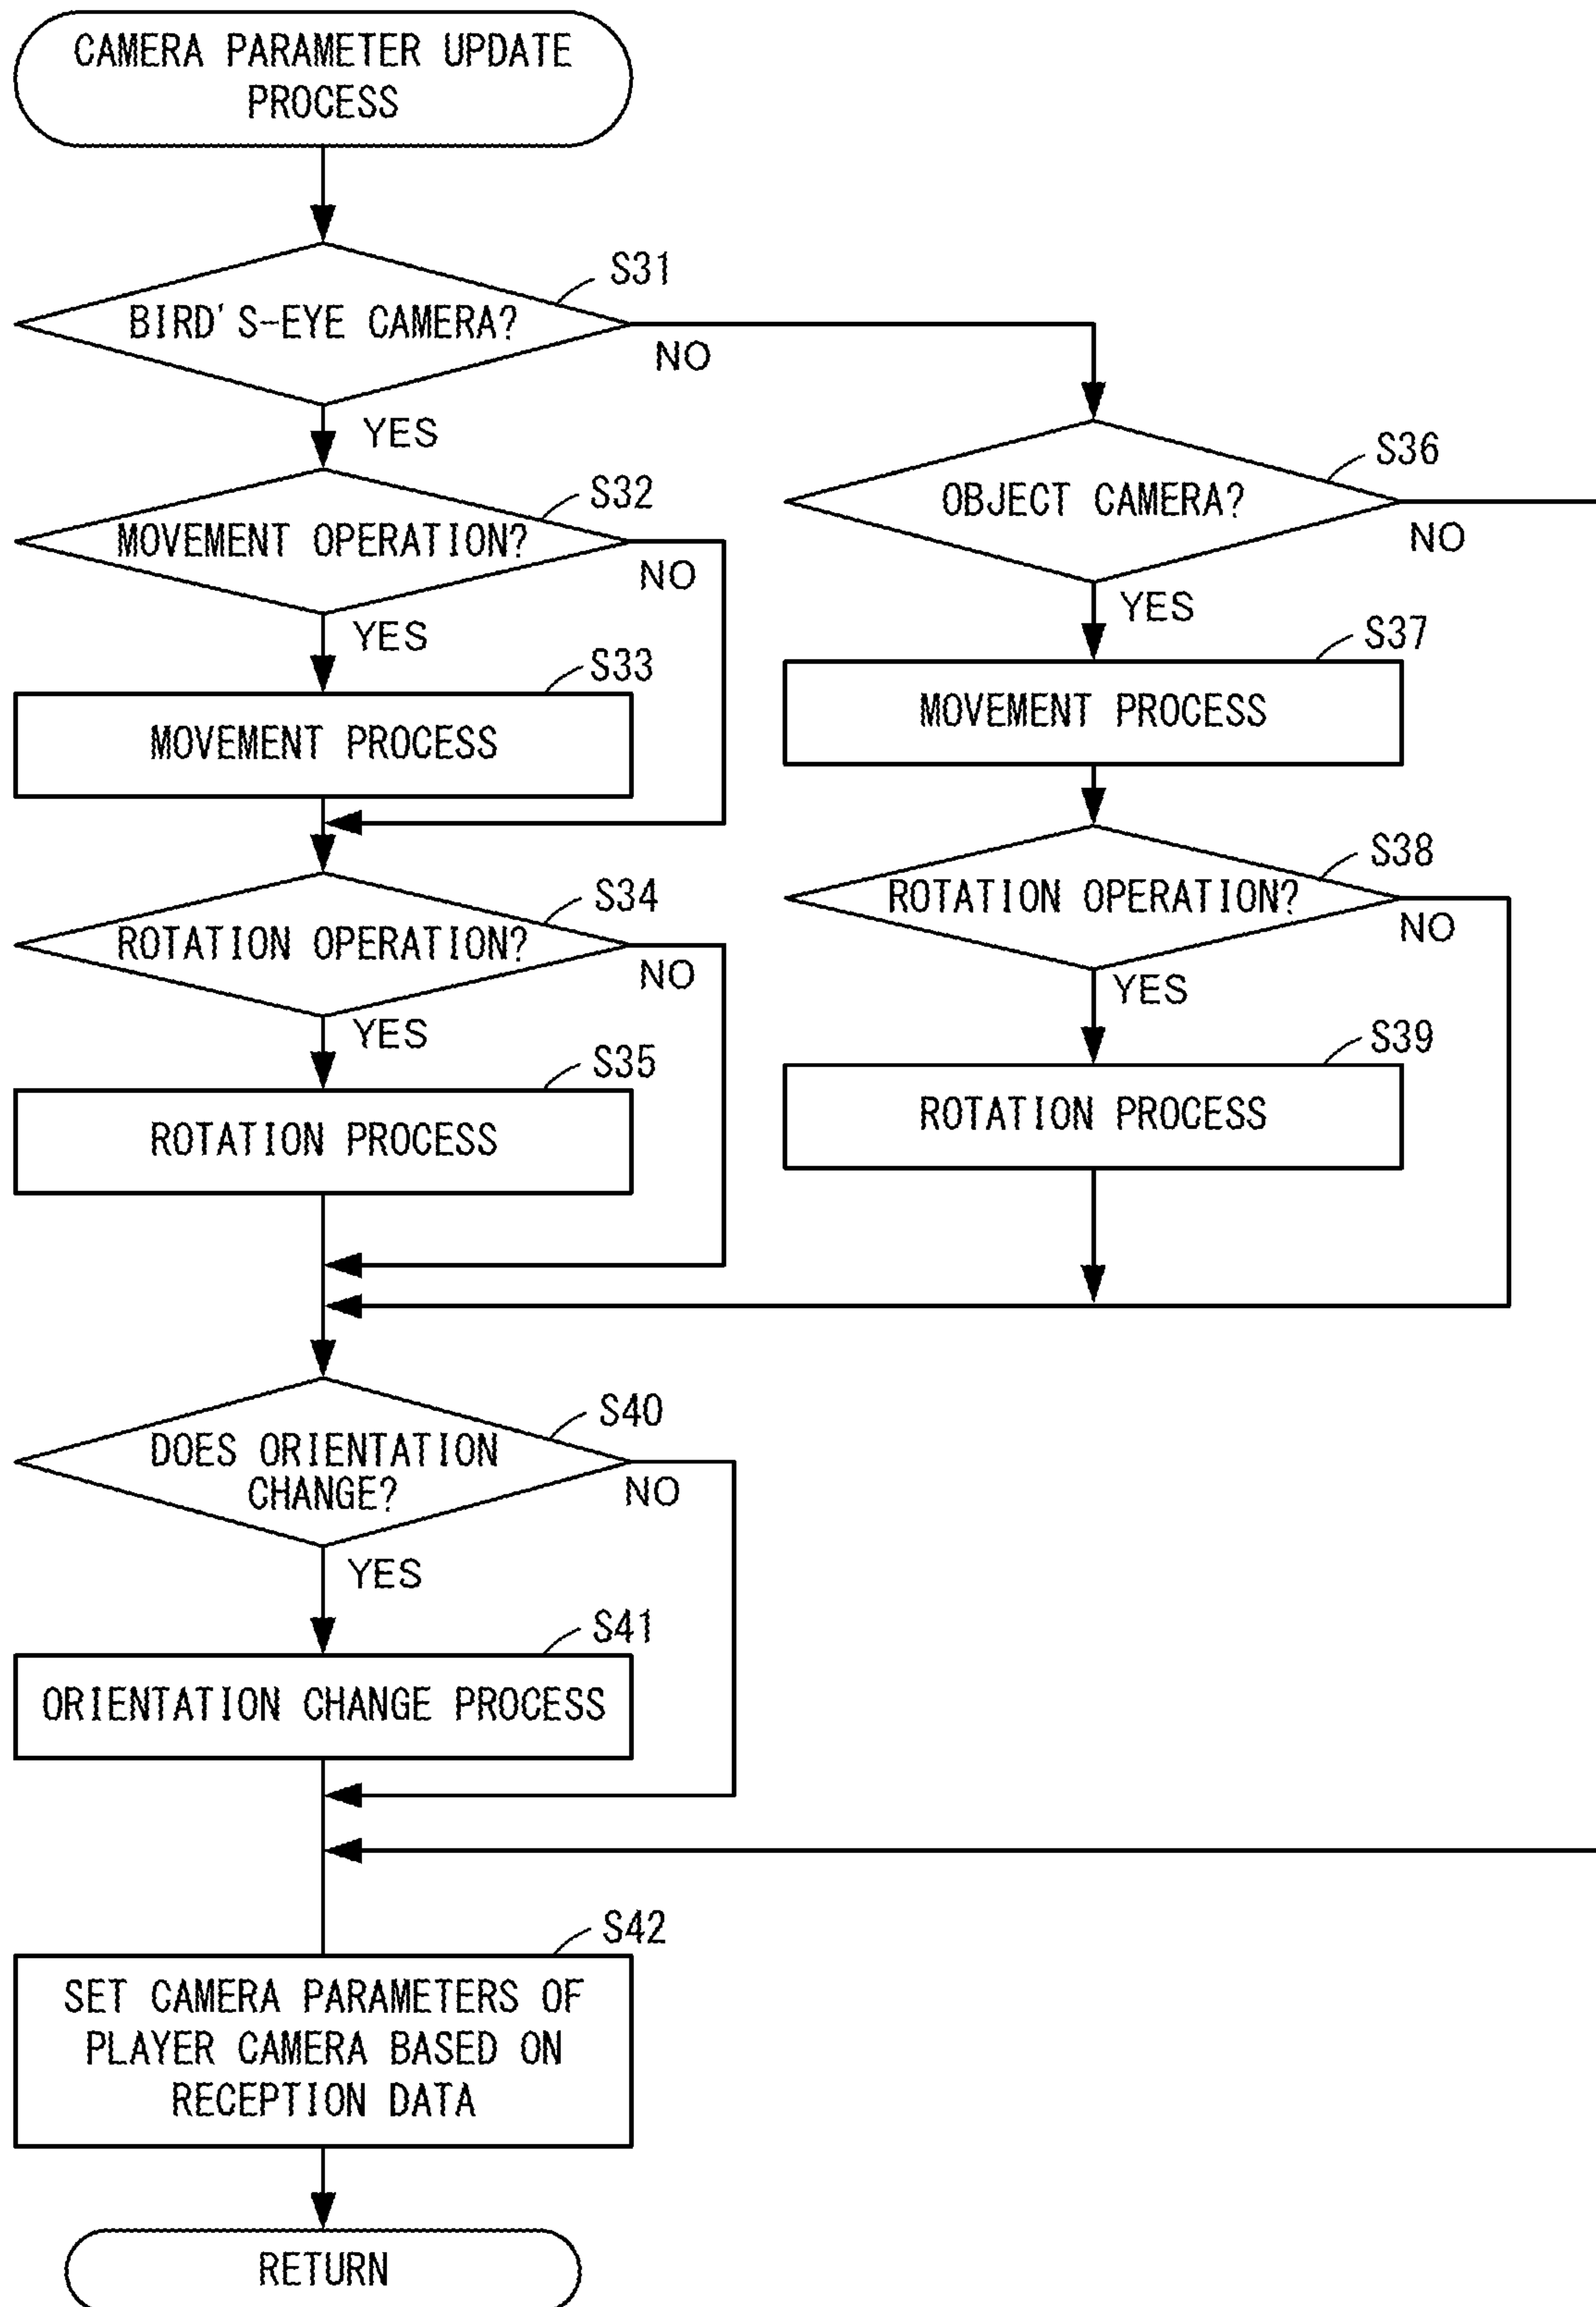 CAMERA PARAMETER UPDATE
PROCESS
S31
BIRD'S-EYE CAMERA?
NO
YES
S32
MOVEMENT OPERATION?
NO
YES
S33
MOVEMENT PROCESS
S34
ROTATION OPERATION?
NO
YES
S35
ROTATION PROCESS
S36
OBJECT CAMERA?
NO
YES
S37
MOVEMENT PROCESS
S38
ROTATION OPERATION?
NO
YES
S39
ROTATION PROCESS
S40
DOES ORIENTATION
CHANGE?
NO
YES
S41
ORIENTATION CHANGE PROCESS
S42
SET CAMERA PARAMETERS OF
PLAYER CAMERA BASED ON
RECEPTION DATA
RETURN